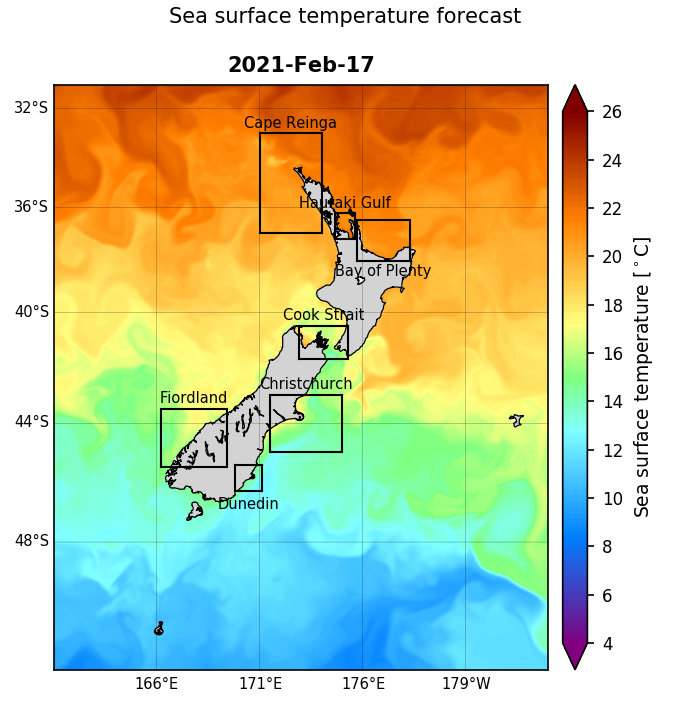 Sea surface temperature forecast
2021-Feb-17
32°S
36°S
40°S
44°S
48°S
166°E
171°E
176°E
179°W
Cape Reinga
Hauraki Gulf
Bay of Plenty
Cook Strait
Christchurch
Fiordland
Dunedin
26
24
22
20
18
16
14
12
10
8
6
4
Sea surface temperature [°C]